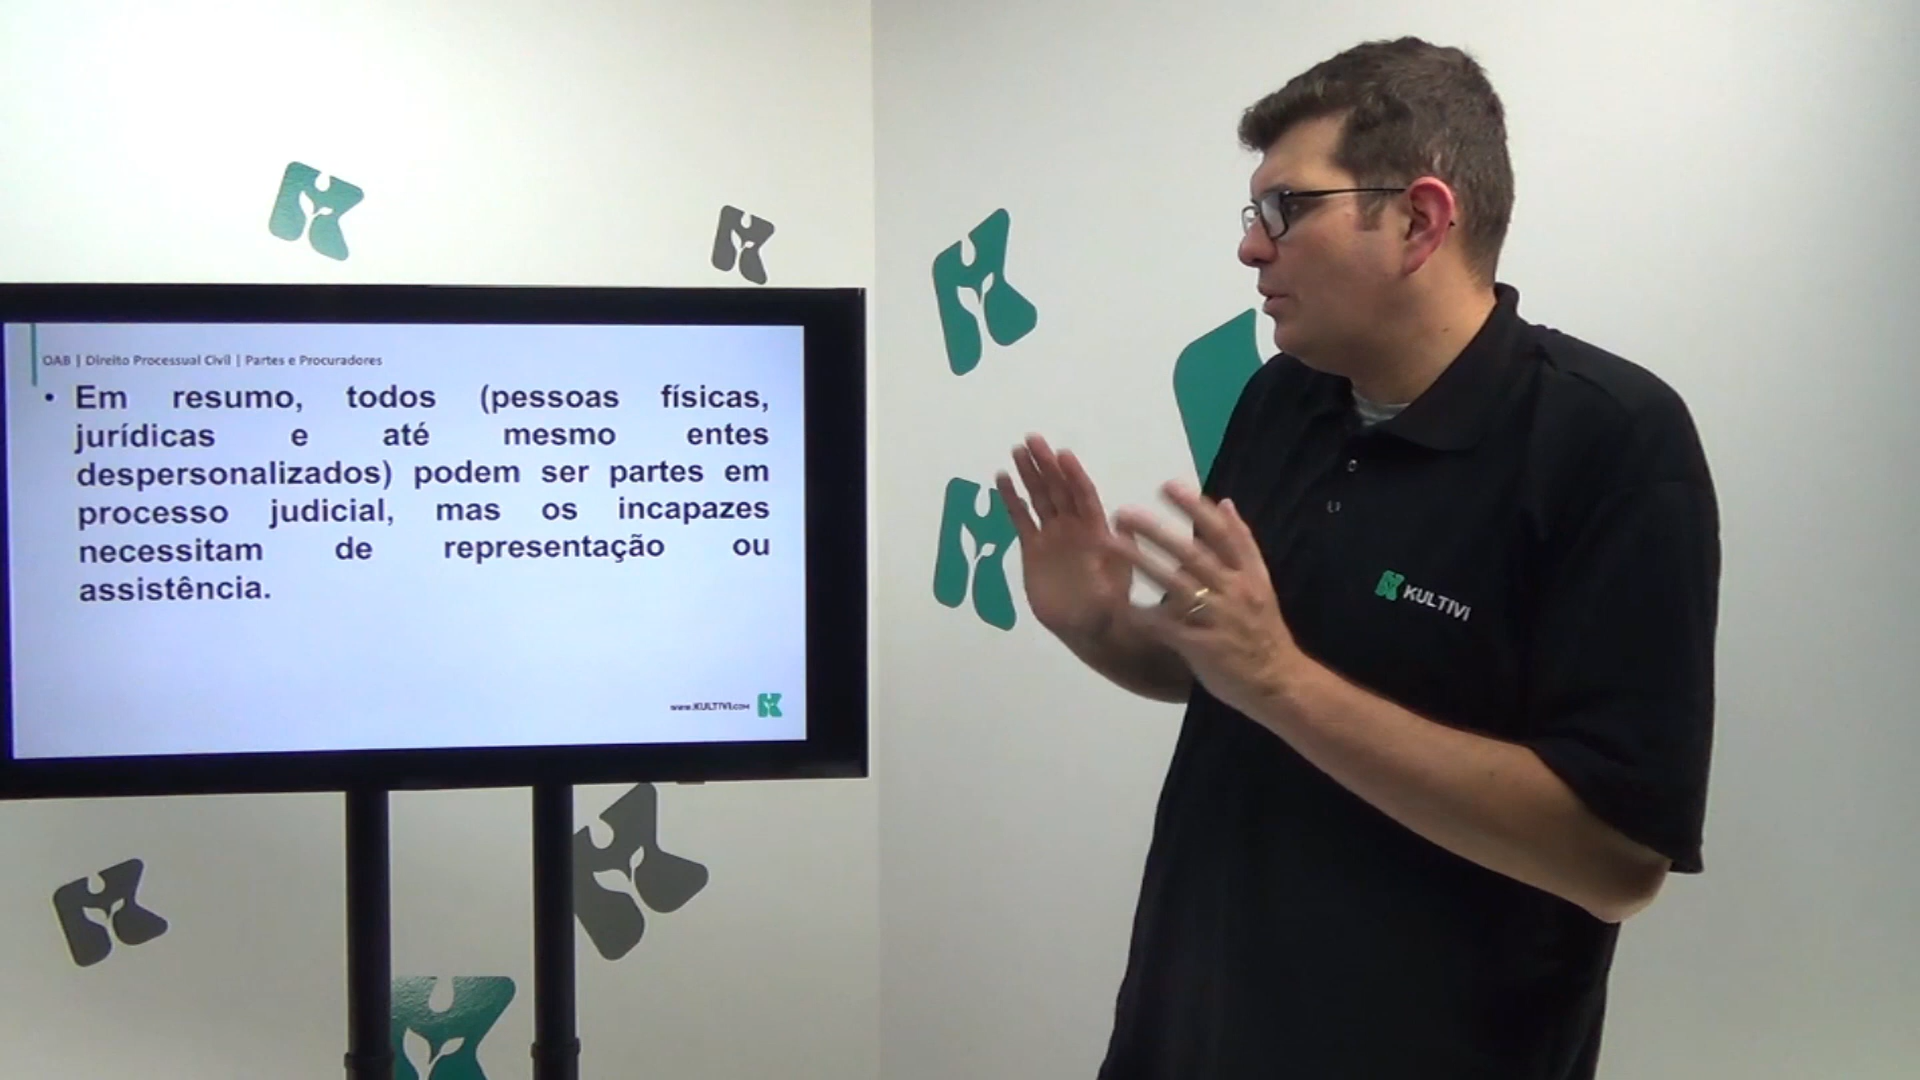 OAB | Direito Processual Civil | Partes e Procuradores
• Em resumo, todos (pessoas físicas,
jurídicas e até mesmo entes
despersonalizados) podem ser partes em
processo judicial, mas os incapazes
necessitam de representação ou
assistência.
www.KULTIVI.COM
KULTIVI